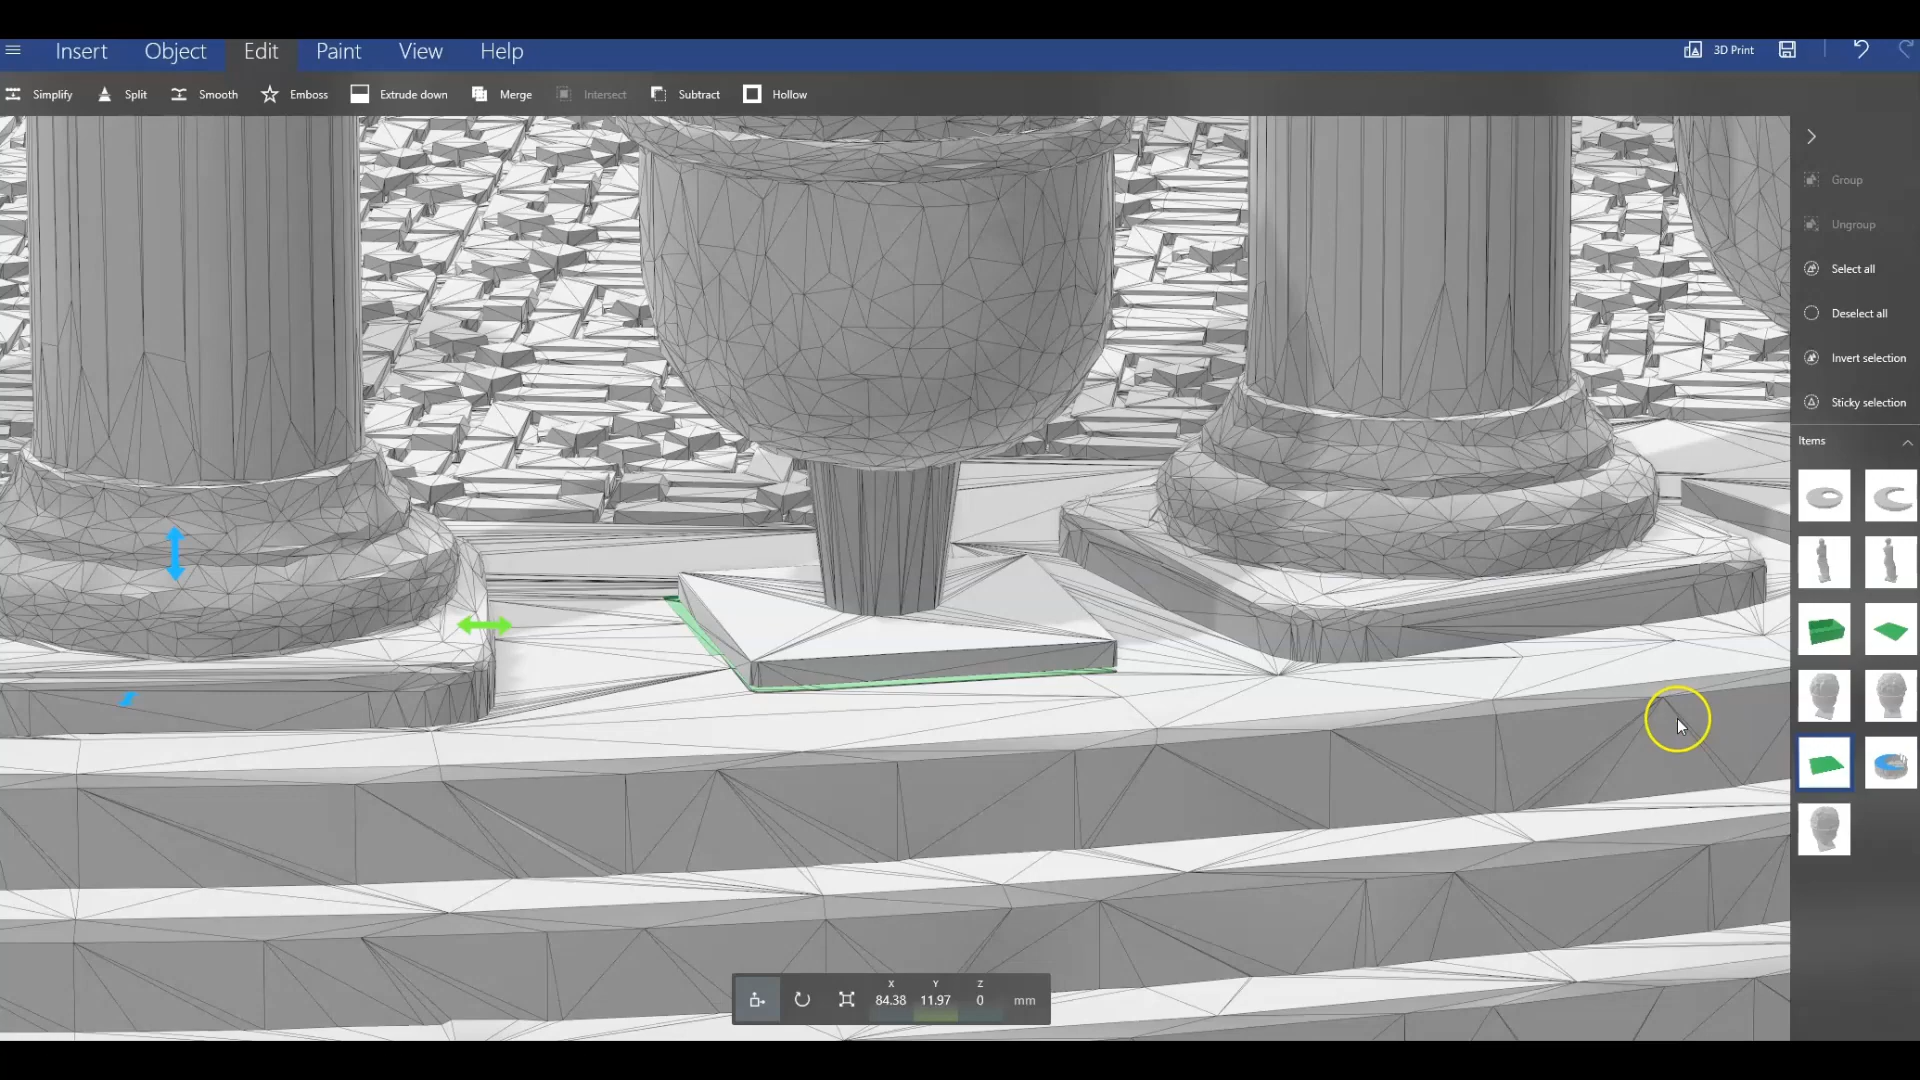 Insert Object Edit Paint View Help 3D Print
Simplify Split Smooth Emboss Extrude down Merge Intersect Subtract Hollow
Group
Ungroup
Select all
Deselect all
Invert selection
Sticky selection
Items
X Y Z
84.38 11.97 0 mm